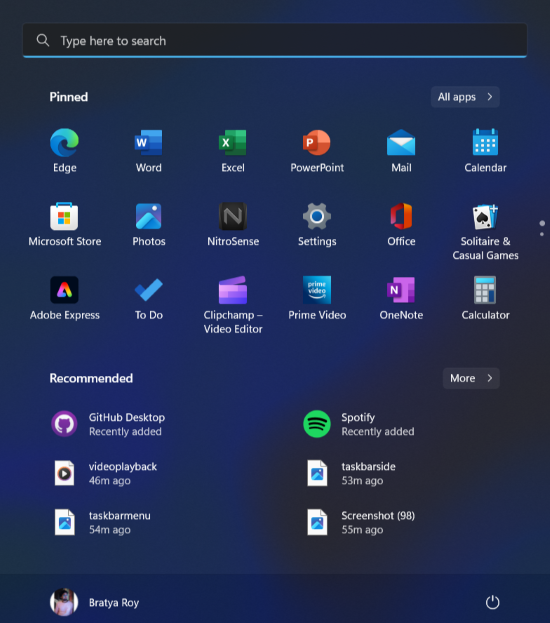 Type here to search
Pinned
All apps
Edge
Word
Excel
PowerPoint
Mail
Calendar
Microsoft Store
Photos
NitroSense
Settings
Office
Solitaire &
Casual Games
prime
video
Adobe Express
To Do
Clipchamp –
Video Editor
Prime Video
OneNote
Calculator
Recommended
More
GitHub Desktop
Recently added
Spotify
Recently added
videoplayback
46m ago
taskbarside
53m ago
taskbarmenu
54m ago
Screenshot (98)
55m ago
Bratya Roy